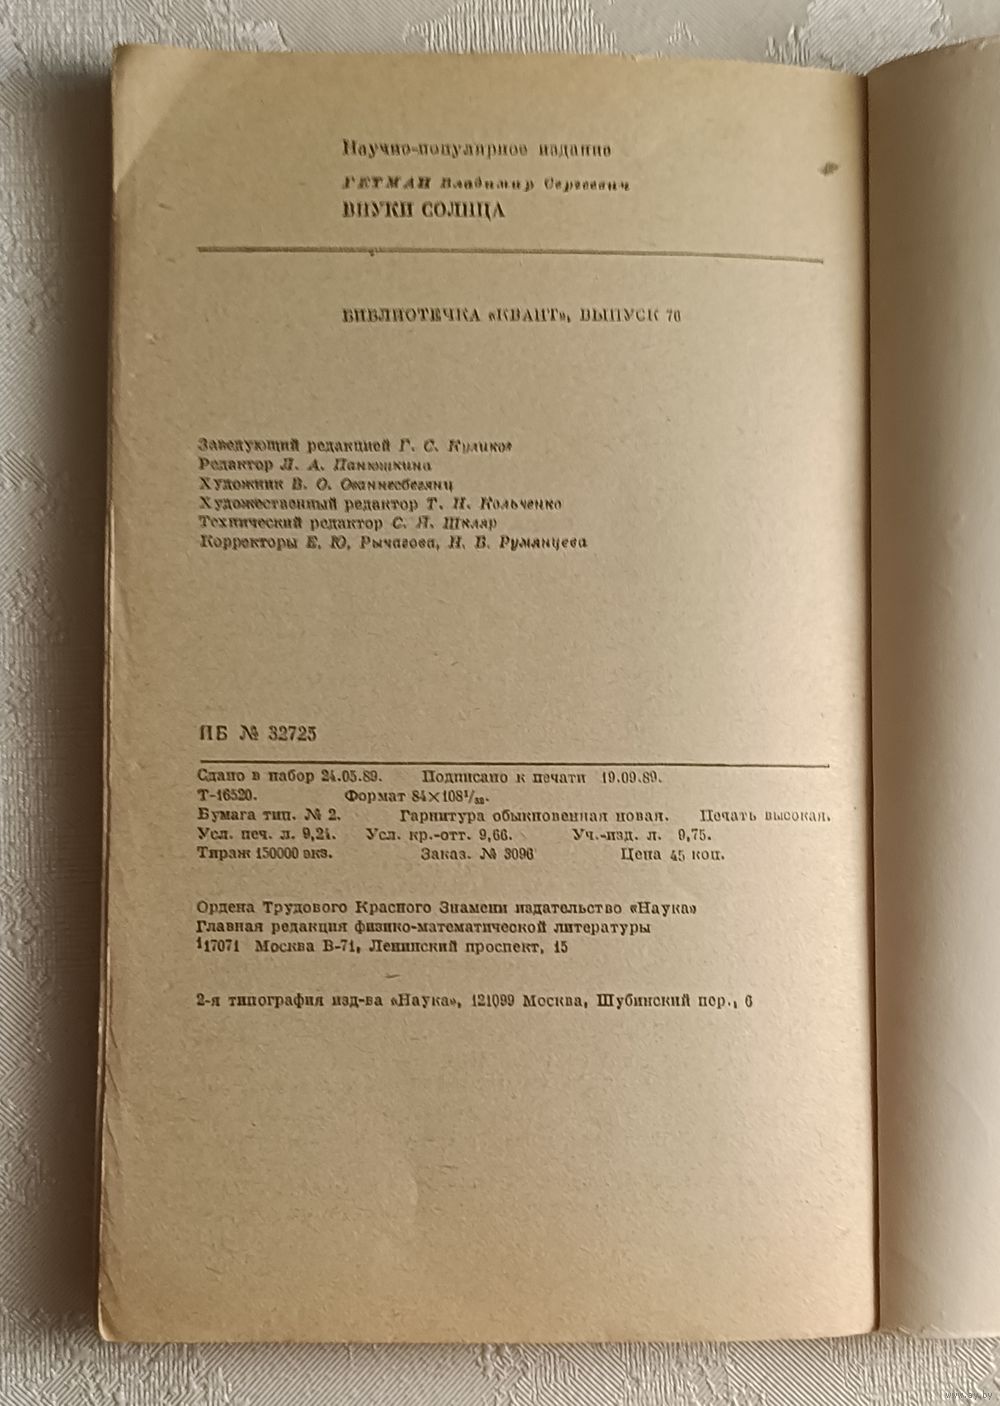 Научно-популярное издание
ГЕТМАН Владимир Сергеевич
ВНУКИ СОЛНЦА
БИБЛИОТЕЧКА «КВАНТ», ВЫПУСК 76
Заведующий редакцией Г. С. Куликов
Редактор Л. А. Панюшкина
Художник В. О. Оганнесбегянц
Художественный редактор Т. Н. Кольченко
Технический редактор С. Я. Шкляр
Корректоры Е. Ю. Рычагова, Н. В. Румянцева
ИБ № 32725
Сдано в набор 24.05.89. Подписано к печати 19.09.89.
Т-16520. Формат 84×108¹/₃₂.
Бумага тип. № 2. Гарнитура обыкновенная новая. Печать высокая.
Усл. печ. л. 9,24. Усл. кр.-отт. 9,66. Уч.-изд. л. 9,75.
Тираж 150000 экз. Заказ. № 3096 Цена 45 коп.
Ордена Трудового Красного Знамени издательство «Наука»
Главная редакция физико-математической литературы
117071 Москва В-71, Ленинский проспект, 15
2-я типография изд-ва «Наука», 121099 Москва, Шубинский пер., 6
www.ay.by